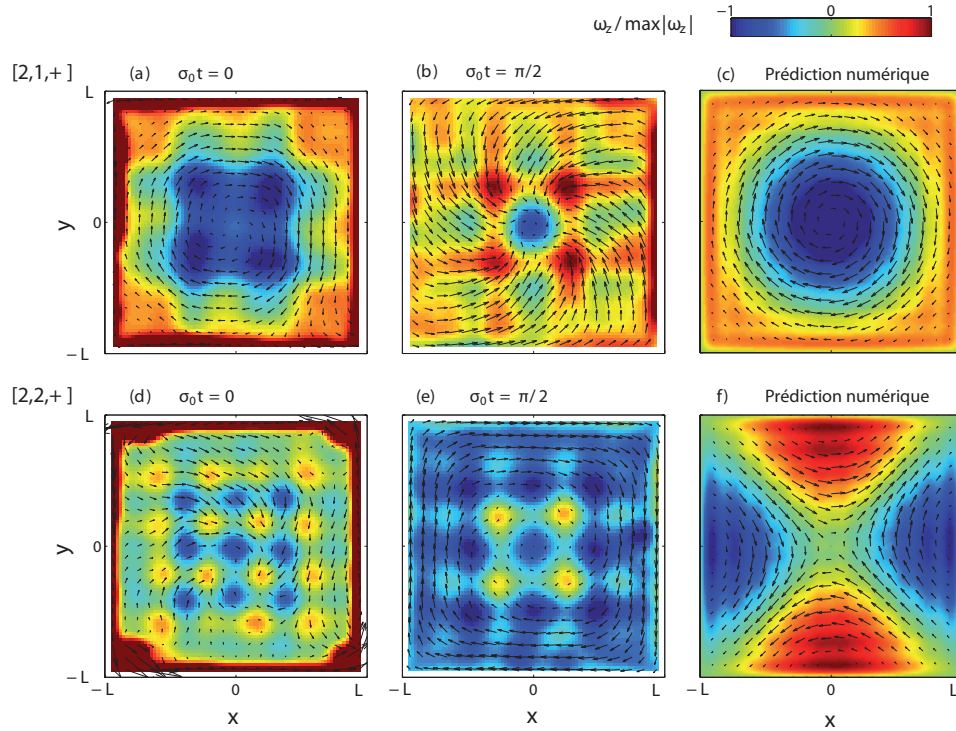 ω_z / max|ω_z|
−1 0 1
[2,1,+]
(a) σ₀t = 0
(b) σ₀t = π/2
(c) Prédiction numérique
L
y
0
−L
[2,2,+]
(d) σ₀t = 0
(e) σ₀t = π/2
f) Prédiction numérique
L
y
0
−L
−L 0 L
0 L
−L 0 L
x
x
x